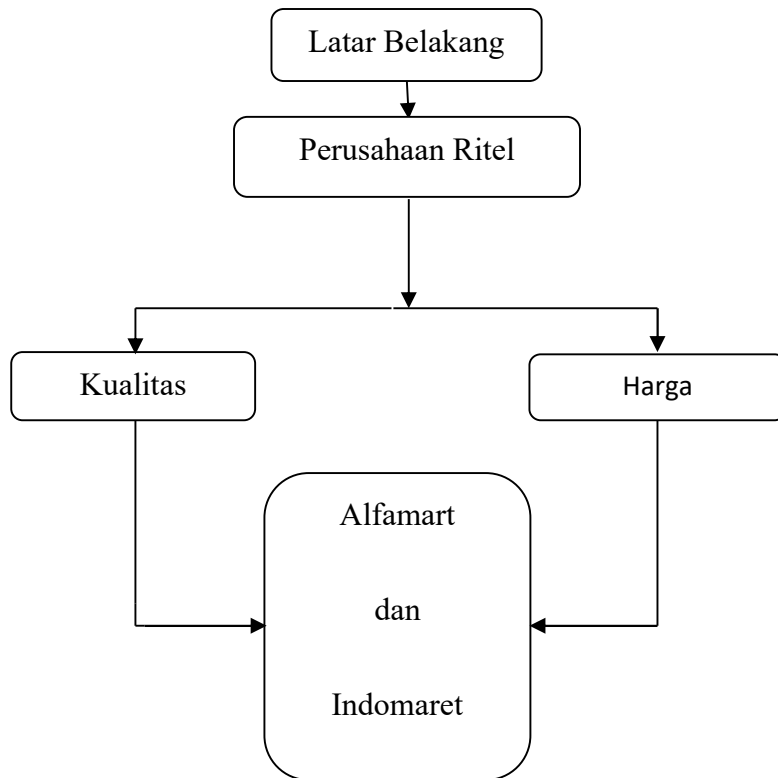 Latar Belakang
Perusahaan Ritel
Kualitas
Harga
Alfamart
dan
Indomaret